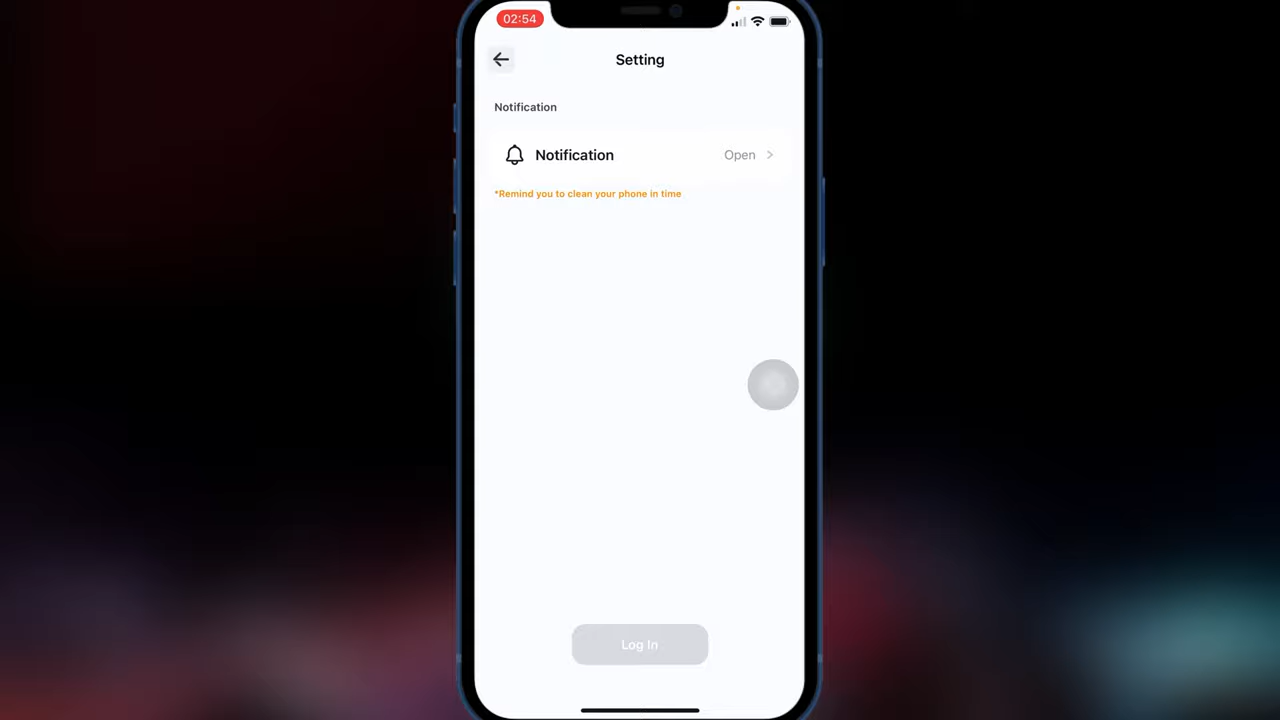 02:54
Setting
Notification
Notification Open
*Remind you to clean your phone in time
Log In